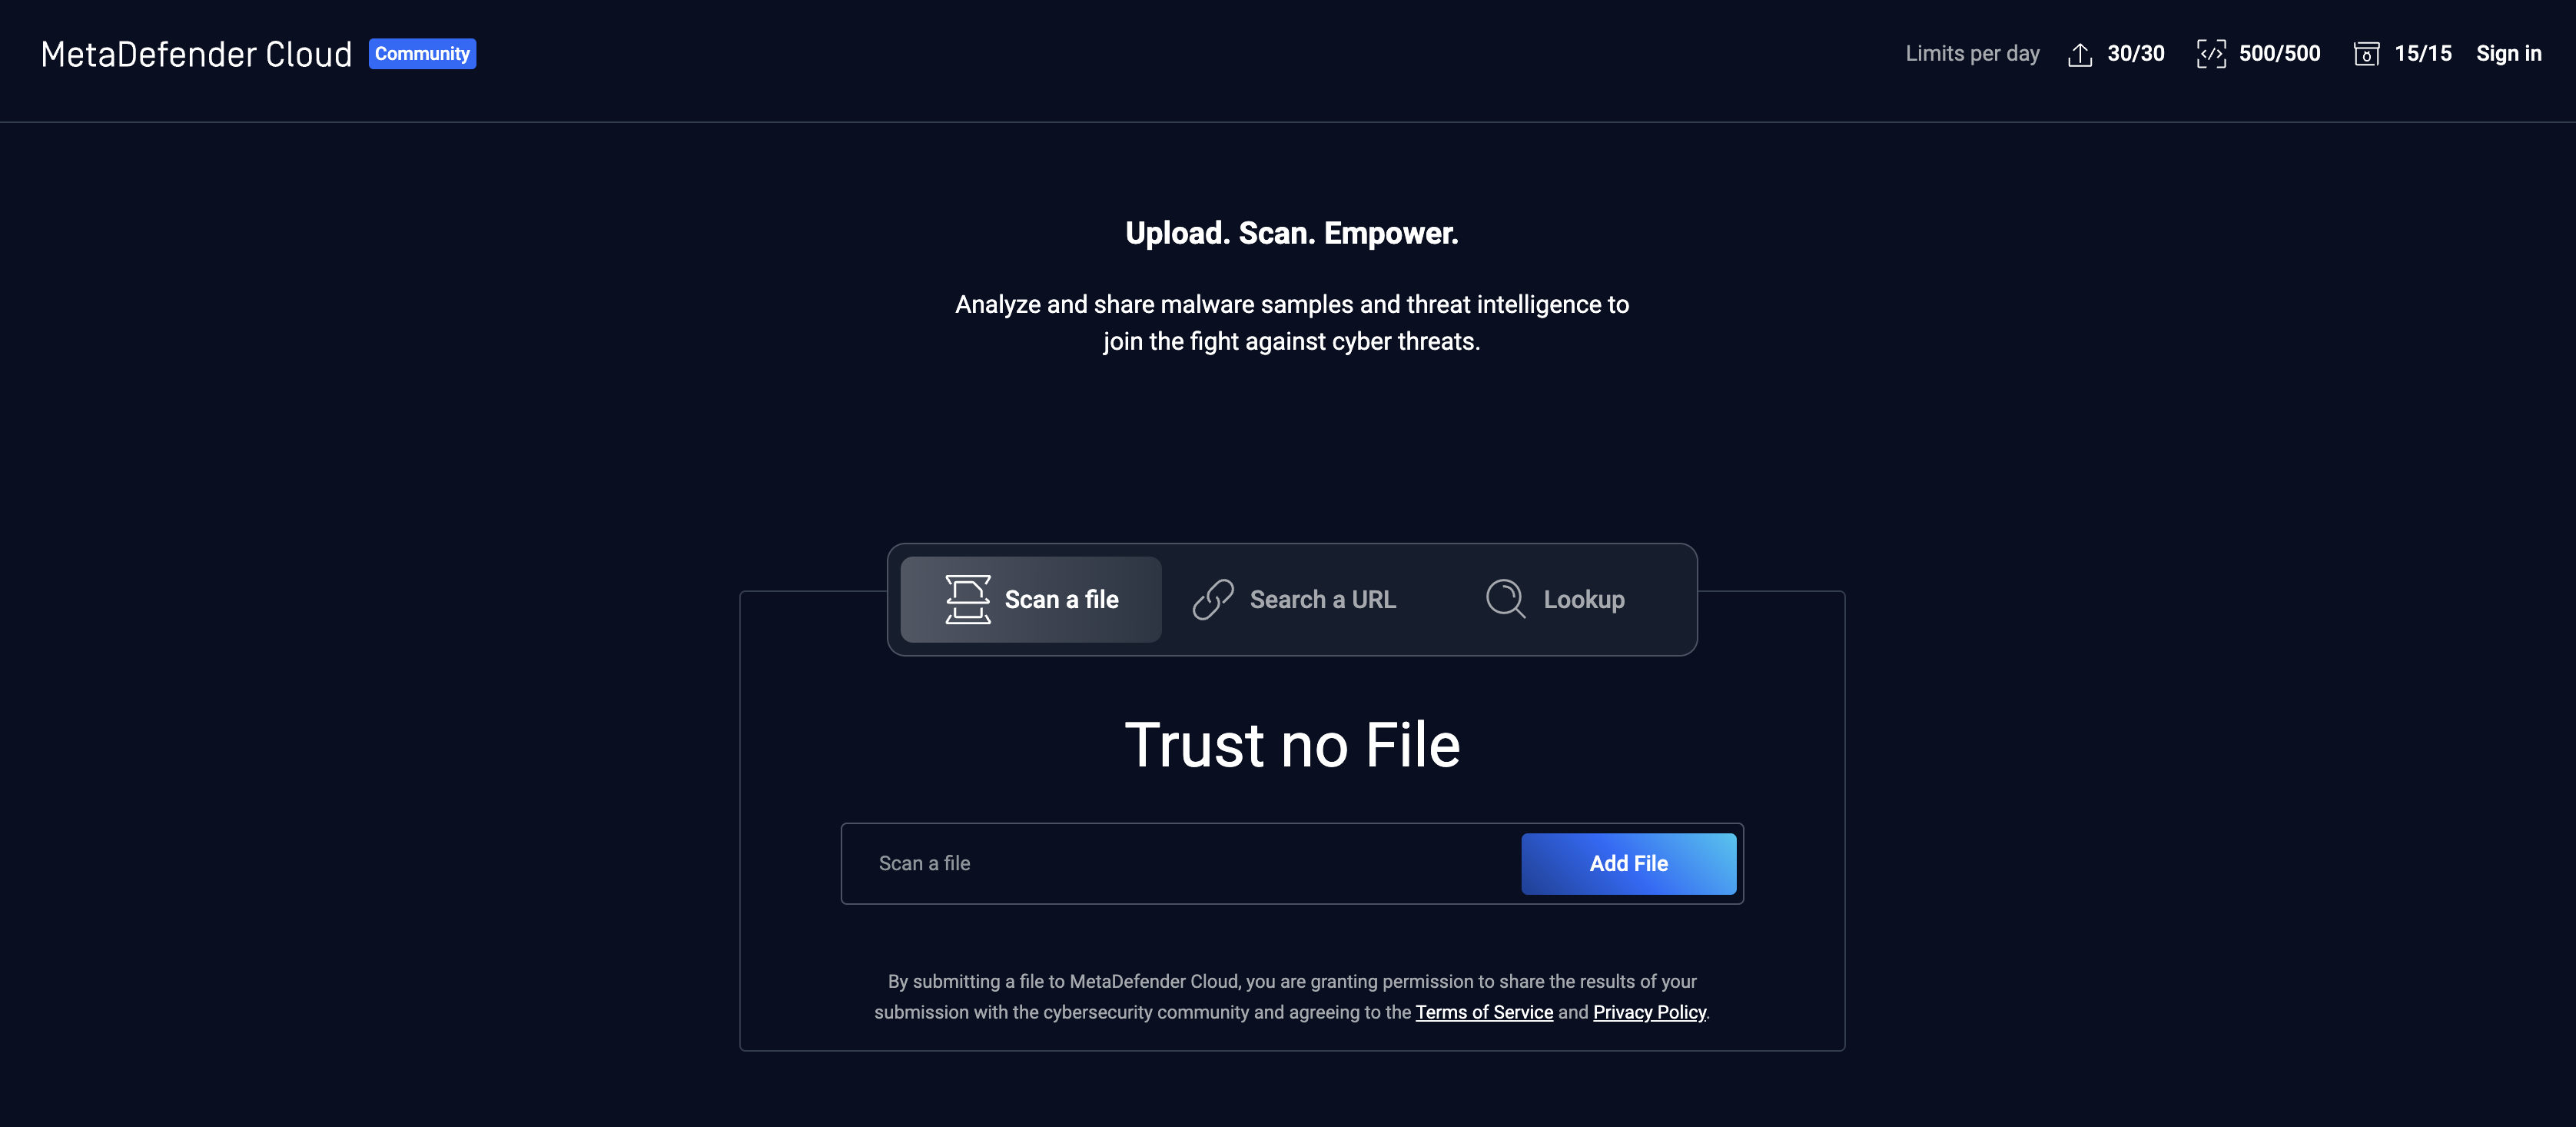 MetaDefender Cloud Community
Limits per day 30/30 500/500 15/15 Sign in
Upload. Scan. Empower.
Analyze and share malware samples and threat intelligence to
join the fight against cyber threats.
Scan a file Search a URL Lookup
Trust no File
Scan a file Add File
By submitting a file to MetaDefender Cloud, you are granting permission to share the results of your
submission with the cybersecurity community and agreeing to the Terms of Service and Privacy Policy.